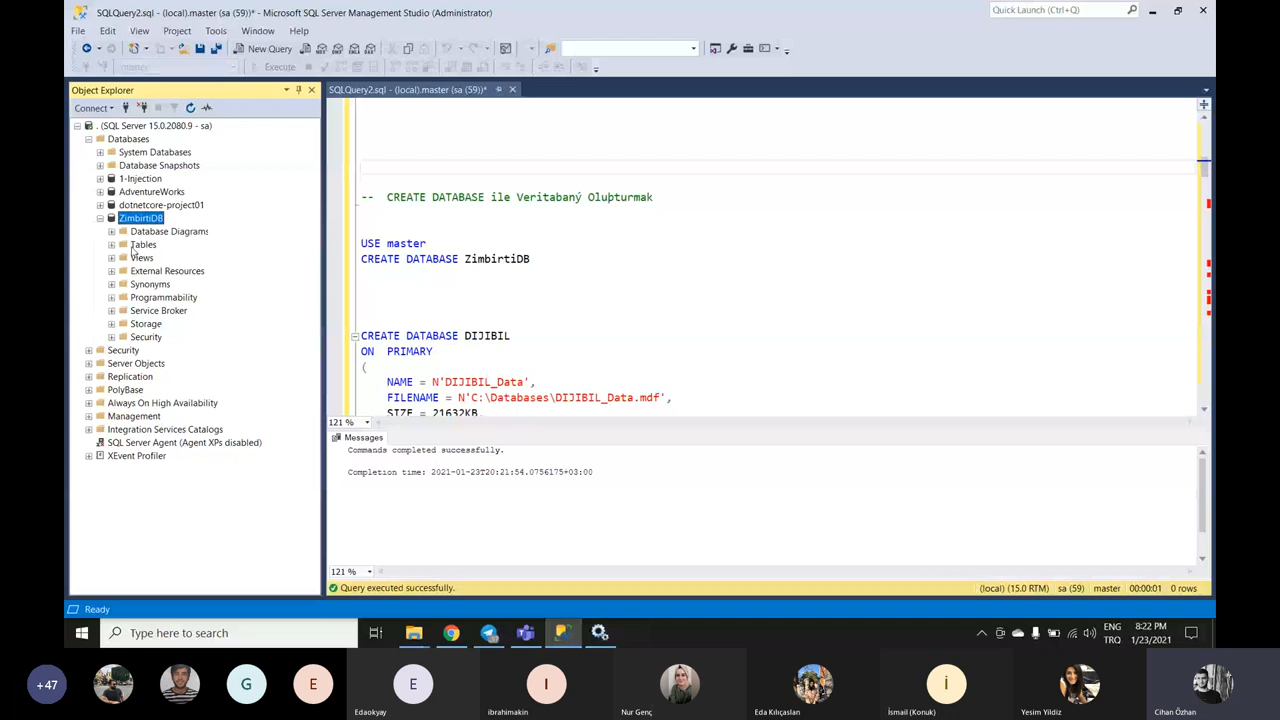 SQLQuery2.sql - (local).master (sa (59))* - Microsoft SQL Server Management Studio (Administrator)
Quick Launch (Ctrl+Q)
File Edit View Project Tools Window Help
New Query
master
Execute
Object Explorer
SQLQuery2.sql - (local).master (sa (59))*
Connect
. (SQL Server 15.0.2080.9 - sa)
Databases
System Databases
Database Snapshots
1-Injection
AdventureWorks
dotnetcore-project01
ZimbirtiDB
Database Diagrams
Tables
Views
External Resources
Synonyms
Programmability
Service Broker
Storage
Security
Security
Server Objects
Replication
PolyBase
Always On High Availability
Management
Integration Services Catalogs
SQL Server Agent (Agent XPs disabled)
XEvent Profiler
-- CREATE DATABASE ile Veritabaný Oluþturmak
USE master
CREATE DATABASE ZimbirtiDB
CREATE DATABASE DIJIBIL
ON PRIMARY
(
NAME = N'DIJIBIL_Data',
FILENAME = N'C:\Databases\DIJIBIL_Data.mdf',
SIZE = 21632KB,
121 %
Messages
Commands completed successfully.
Completion time: 2021-01-23T20:21:54.0756175+03:00
121 %
Query executed successfully.
(local) (15.0 RTM) sa (59) master 00:00:01 0 rows
Ready
Type here to search
ENG
TRQ
8:22 PM
1/23/2021
+47
G
E
E
I
İ
Edaokyay
ibrahimakin
Nur Genç
Eda Kılıçaslan
İsmail (Konuk)
Yesim Yildiz
Cihan Özhan